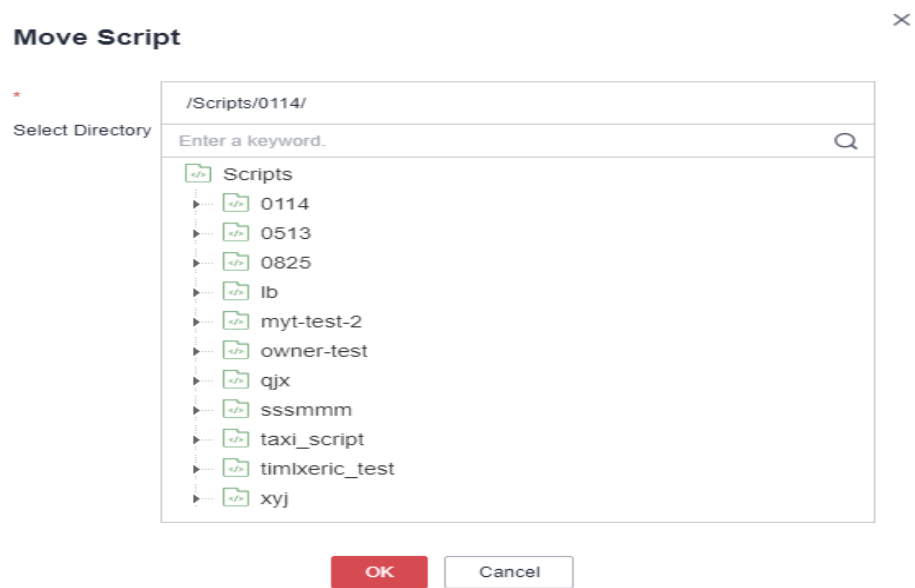 Move Script
*
Select Directory
/Scripts/0114/
Enter a keyword.
Scripts
0114
0513
0825
lb
myt-test-2
owner-test
qjx
sssmmm
taxi_script
timlxeric_test
xyj
OK
Cancel